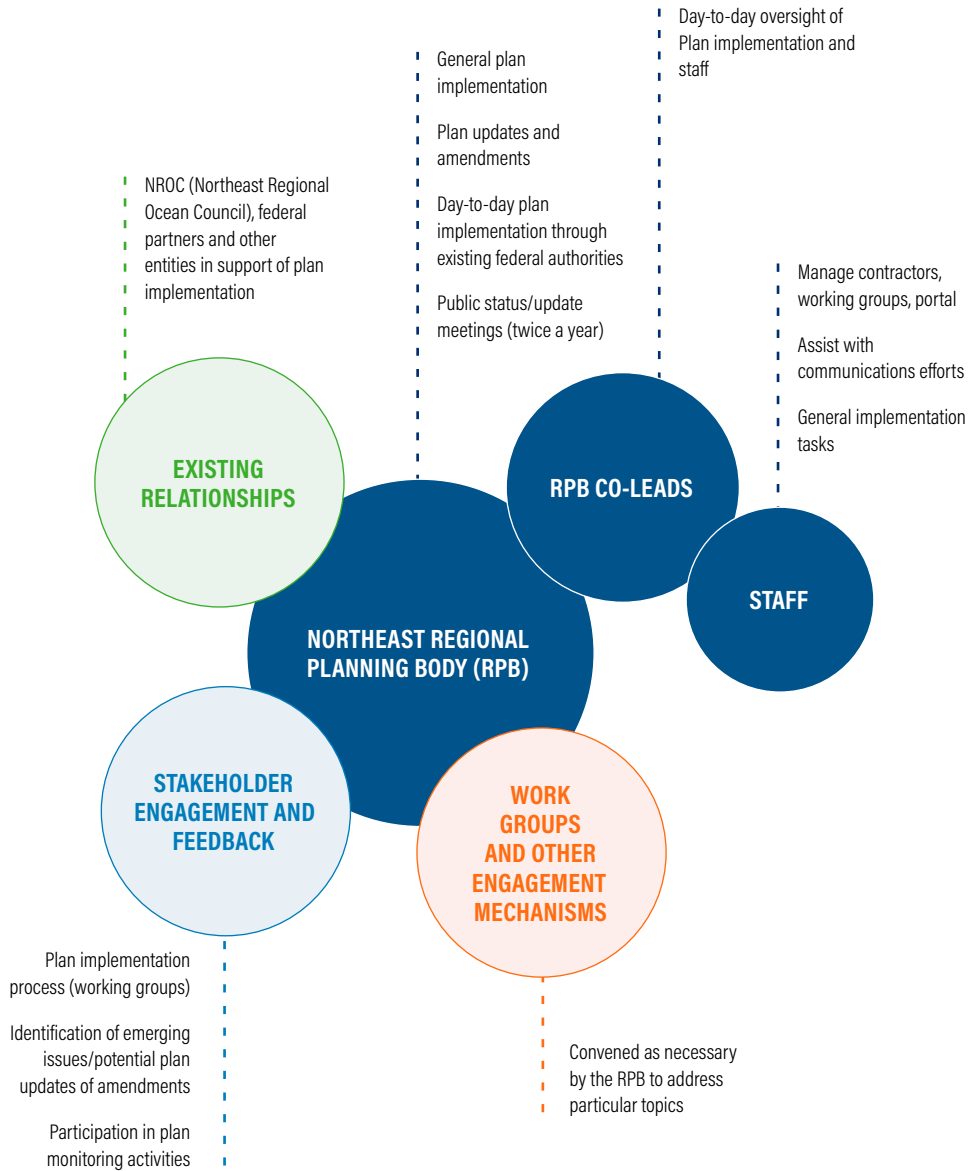 Day-to-day oversight of
Plan implementation and
staff
General plan
implementation
Plan updates and
amendments
Day-to-day plan
implementation through
existing federal authorities
Public status/update
meetings (twice a year)
NROC (Northeast Regional
Ocean Council), federal
partners and other
entities in support of plan
implementation
Manage contractors,
working groups, portal
Assist with
communications efforts
General implementation
tasks
EXISTING
RELATIONSHIPS
RPB CO-LEADS
STAFF
NORTHEAST REGIONAL
PLANNING BODY (RPB)
STAKEHOLDER
ENGAGEMENT AND
FEEDBACK
WORK
GROUPS
AND OTHER
ENGAGEMENT
MECHANISMS
Plan implementation
process (working groups)
Identification of emerging
issues/potential plan
updates of amendments
Participation in plan
monitoring activities
Convened as necessary
by the RPB to address
particular topics